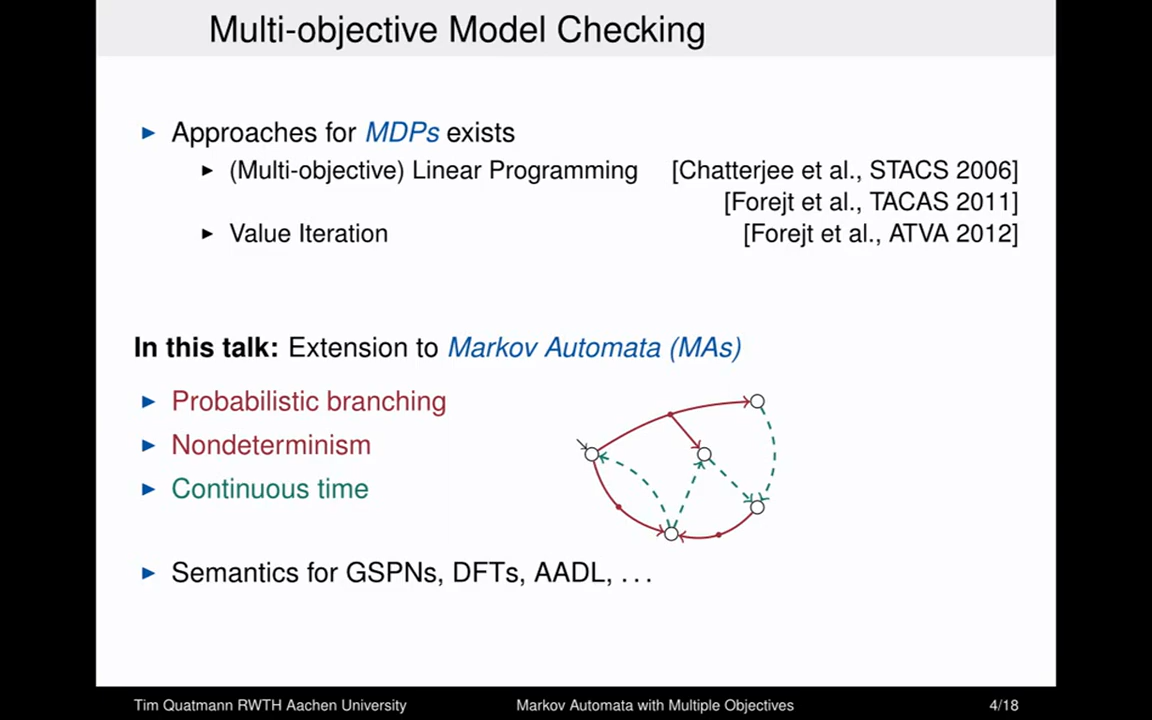 Multi-objective Model Checking
► Approaches for MDPs exists
► (Multi-objective) Linear Programming [Chatterjee et al., STACS 2006]
[Forejt et al., TACAS 2011]
► Value Iteration [Forejt et al., ATVA 2012]
In this talk: Extension to Markov Automata (MAs)
► Probabilistic branching
► Nondeterminism
► Continuous time
► Semantics for GSPNs, DFTs, AADL, ...
Tim Quatmann RWTH Aachen University Markov Automata with Multiple Objectives 4/18